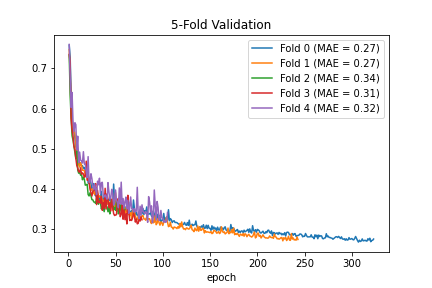 5-Fold Validation
Fold 0 (MAE = 0.27)
Fold 1 (MAE = 0.27)
Fold 2 (MAE = 0.34)
Fold 3 (MAE = 0.31)
Fold 4 (MAE = 0.32)
0.7
0.6
0.5
0.4
0.3
0 50 100 150 200 250 300
epoch